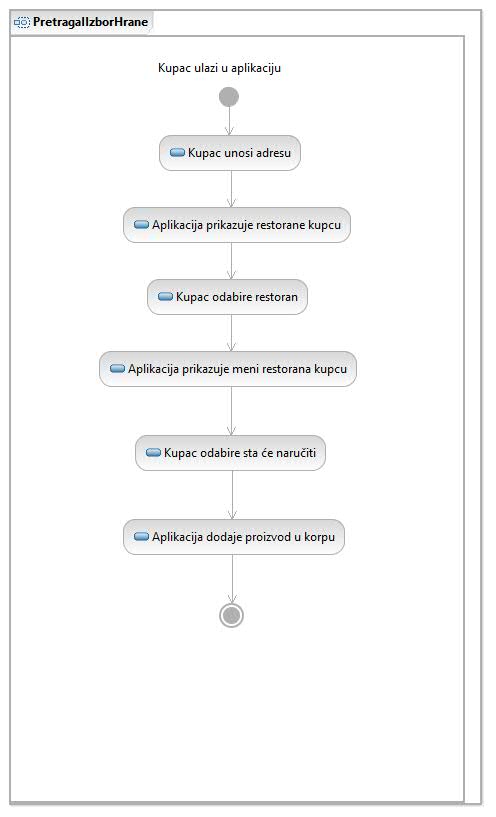 PretragaIIzborHrane
Kupac ulazi u aplikaciju
Kupac unosi adresu
Aplikacija prikazuje restorane kupcu
Kupac odabire restoran
Aplikacija prikazuje meni restorana kupcu
Kupac odabire sta će naručiti
Aplikacija dodaje proizvod u korpu